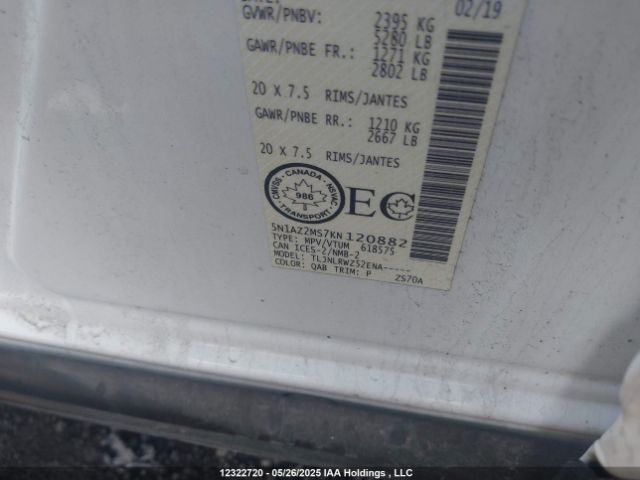 02/19
GVWR/PNBV: 2395 KG
5280 LB
GAWR/PNBE FR.: 1271 KG
2802 LB
20 X 7.5 RIMS/JANTES
GAWR/PNBE RR.: 1210 KG
2667 LB
20 X 7.5 RIMS/JANTES
CANADA
CMVSS NSVAC
986
TRANSPORT
EC
5N1AZ2MS7KN120882
TYPE: MPV/VTUM 618575
CAN ICES-2/NMB-2
MODEL: TLJNLRWZ52ENA-----
COLOR: QAB TRIM: P ZS70A
12322720 - 05/26/2025 IAA Holdings , LLC